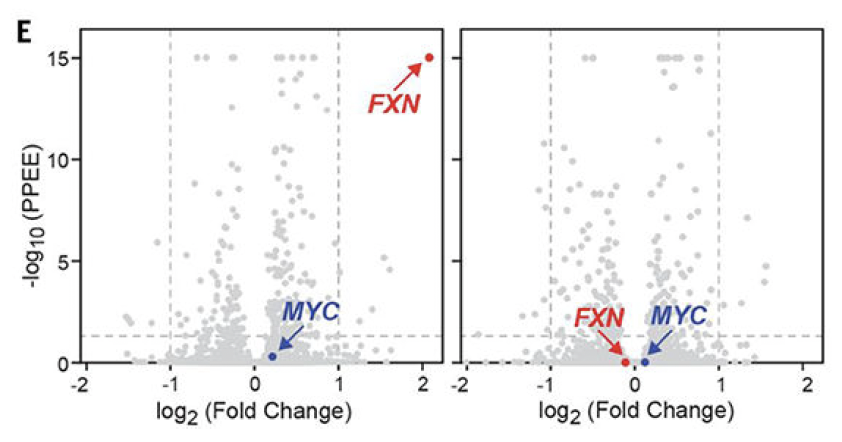 E
-log10 (PPEE)
15
10
5
0
FXN
MYC
-2 -1 0 1 2
log2 (Fold Change)
FXN
MYC
-2 -1 0 1 2
log2 (Fold Change)